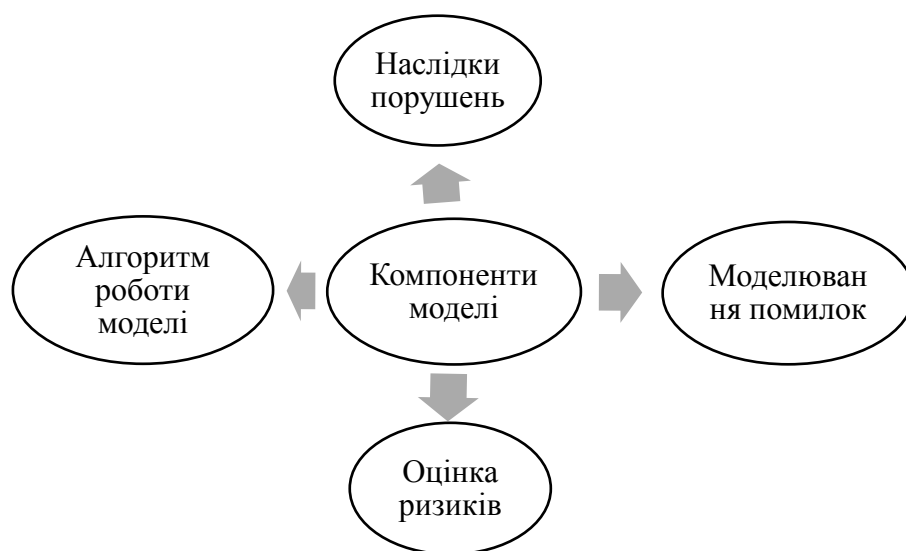 Наслідки
порушень
Алгоритм
роботи
моделі
Компоненти
моделі
Моделюван
ня помилок
Оцінка
ризиків